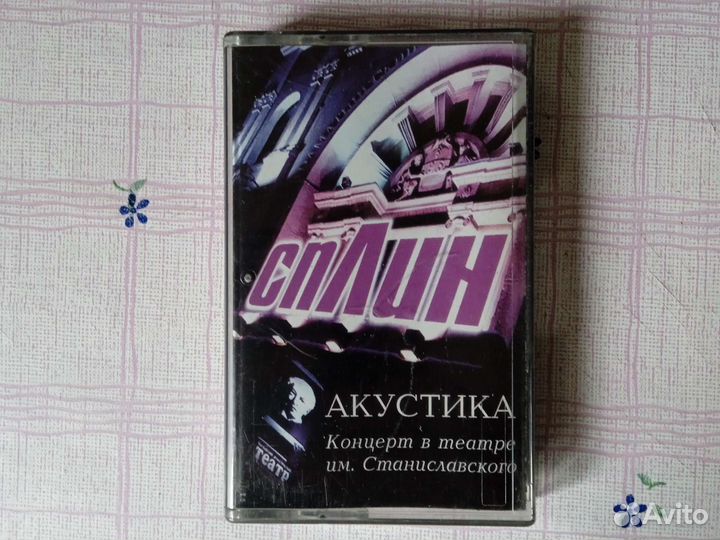 сплин
АКУСТИКА
Концерт в театре
им. Станиславского
театр
Avito